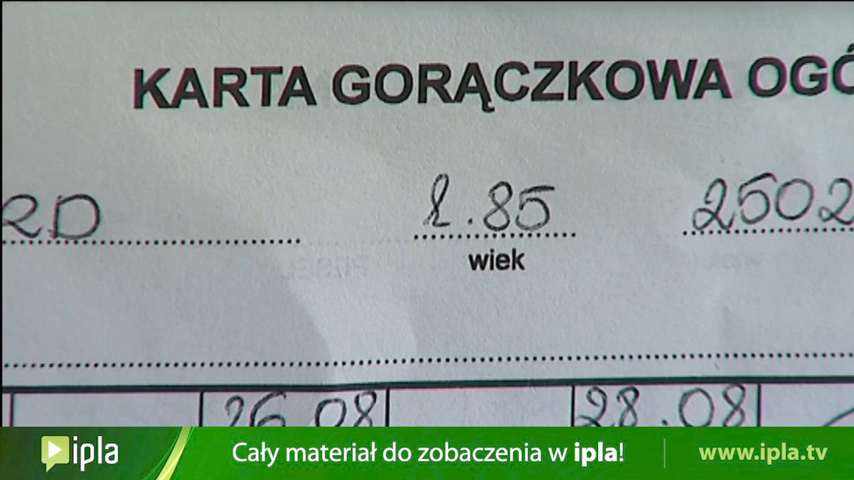 KARTA GORĄCZKOWA OGÓ
RD l.85 2502
wiek
26.08 28.08
ipla Cały materiał do zobaczenia w ipla! www.ipla.tv